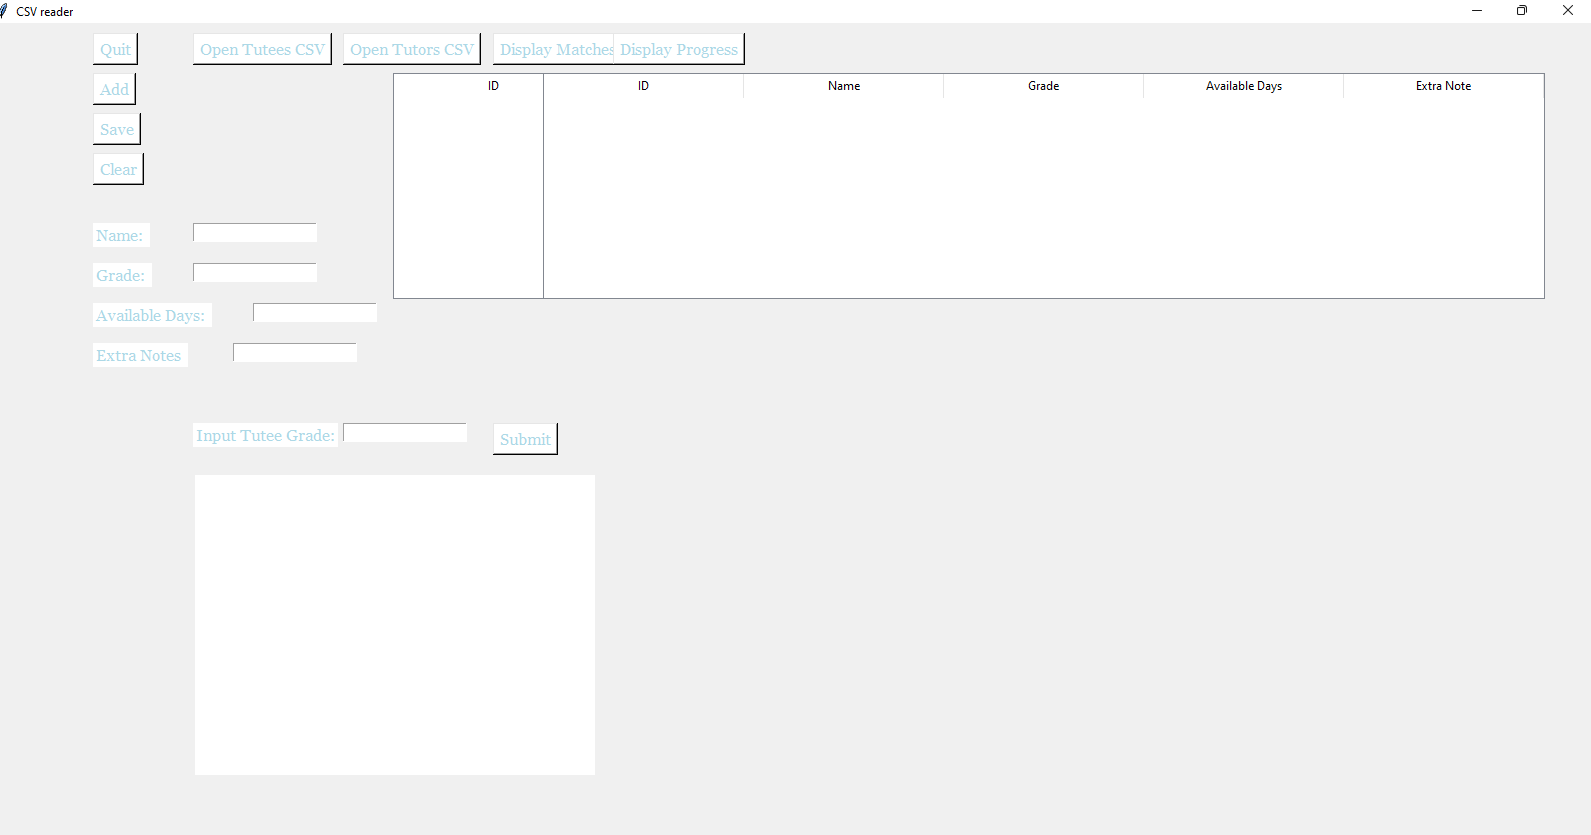 CSV reader
Quit Open Tutees CSV Open Tutors CSV Display Matches Display Progress
Add
ID ID Name Grade Available Days Extra Note
Save
Clear
Name:
Grade:
Available Days:
Extra Notes
Input Tutee Grade: Submit